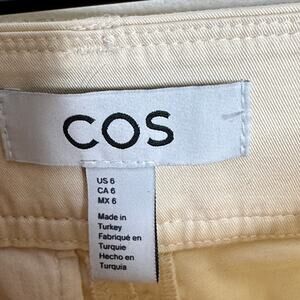 COS
US 6
CA 6
MX 6
Made in
Turkey
Fabriqué en
Turquie
Hecho en
Turquía